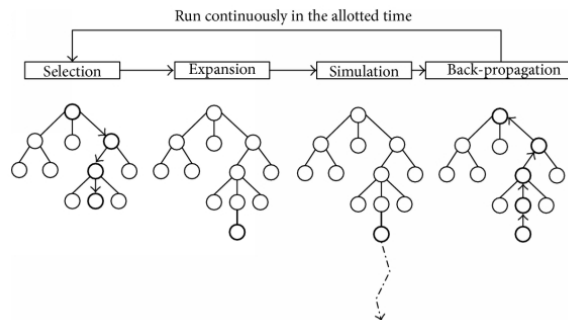 Run continuously in the allotted time
Selection
Expansion
Simulation
Back-propagation